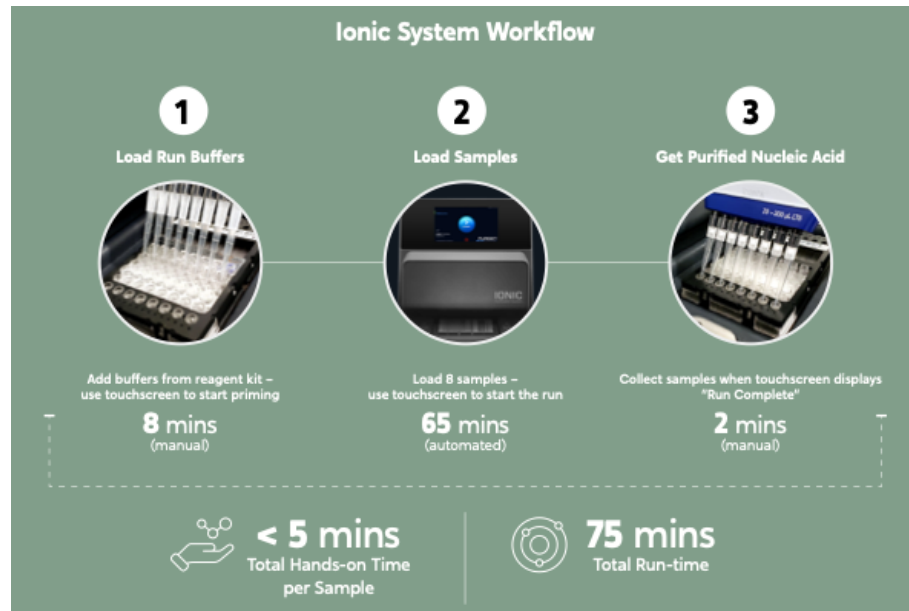 Ionic System Workflow
1
Load Run Buffers
Add buffers from reagent kit –
use touchscreen to start priming
8 mins
(manual)
2
Load Samples
IONIC
Load 8 samples –
use touchscreen to start the run
65 mins
(automated)
3
Get Purified Nucleic Acid
Collect samples when touchscreen displays
"Run Complete"
2 mins
(manual)
< 5 mins
Total Hands-on Time
per Sample
75 mins
Total Run-time